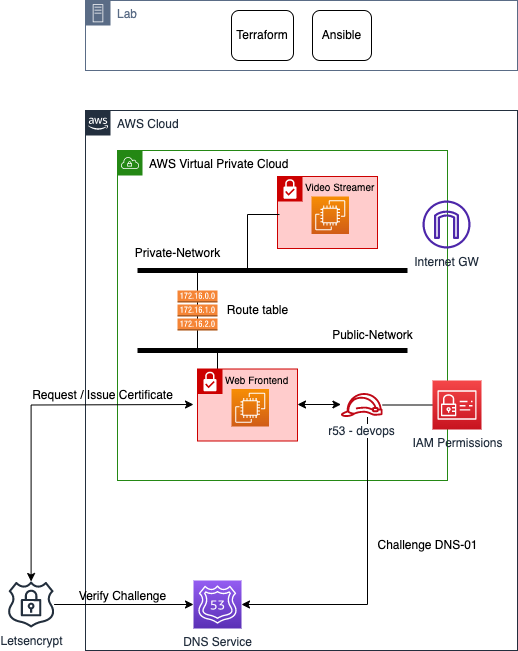 Lab
Terraform
Ansible
aws
AWS Cloud
AWS Virtual Private Cloud
Video Streamer
Internet GW
Private-Network
172.16.0.0
172.16.1.0
172.16.2.0
Route table
Public-Network
Web Frontend
Request / Issue Certificate
r53 - devops
IAM Permissions
Challenge DNS-01
Verify Challenge
53
Letsencrypt
DNS Service